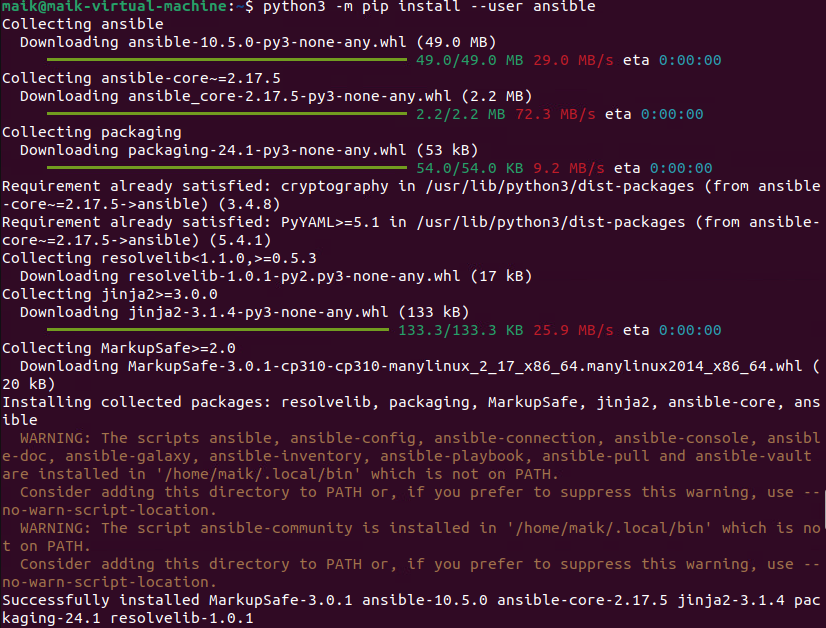 maik@maik-virtual-machine:~$ python3 -m pip install --user ansible
Collecting ansible
  Downloading ansible-10.5.0-py3-none-any.whl (49.0 MB)
     49.0/49.0 MB 29.0 MB/s eta 0:00:00
Collecting ansible-core~=2.17.5
  Downloading ansible_core-2.17.5-py3-none-any.whl (2.2 MB)
     2.2/2.2 MB 72.3 MB/s eta 0:00:00
Collecting packaging
  Downloading packaging-24.1-py3-none-any.whl (53 kB)
     54.0/54.0 KB 9.2 MB/s eta 0:00:00
Requirement already satisfied: cryptography in /usr/lib/python3/dist-packages (from ansible
-core~=2.17.5->ansible) (3.4.8)
Requirement already satisfied: PyYAML>=5.1 in /usr/lib/python3/dist-packages (from ansible-
core~=2.17.5->ansible) (5.4.1)
Collecting resolvelib<1.1.0,>=0.5.3
  Downloading resolvelib-1.0.1-py2.py3-none-any.whl (17 kB)
Collecting jinja2>=3.0.0
  Downloading jinja2-3.1.4-py3-none-any.whl (133 kB)
     133.3/133.3 KB 25.9 MB/s eta 0:00:00
Collecting MarkupSafe>=2.0
  Downloading MarkupSafe-3.0.1-cp310-cp310-manylinux_2_17_x86_64.manylinux2014_x86_64.whl (
20 kB)
Installing collected packages: resolvelib, packaging, MarkupSafe, jinja2, ansible-core, ans
ible
  WARNING: The scripts ansible, ansible-config, ansible-connection, ansible-console, ansibl
e-doc, ansible-galaxy, ansible-inventory, ansible-playbook, ansible-pull and ansible-vault
are installed in '/home/maik/.local/bin' which is not on PATH.
  Consider adding this directory to PATH or, if you prefer to suppress this warning, use --
no-warn-script-location.
  WARNING: The script ansible-community is installed in '/home/maik/.local/bin' which is no
t on PATH.
  Consider adding this directory to PATH or, if you prefer to suppress this warning, use --
no-warn-script-location.
Successfully installed MarkupSafe-3.0.1 ansible-10.5.0 ansible-core-2.17.5 jinja2-3.1.4 pac
kaging-24.1 resolvelib-1.0.1